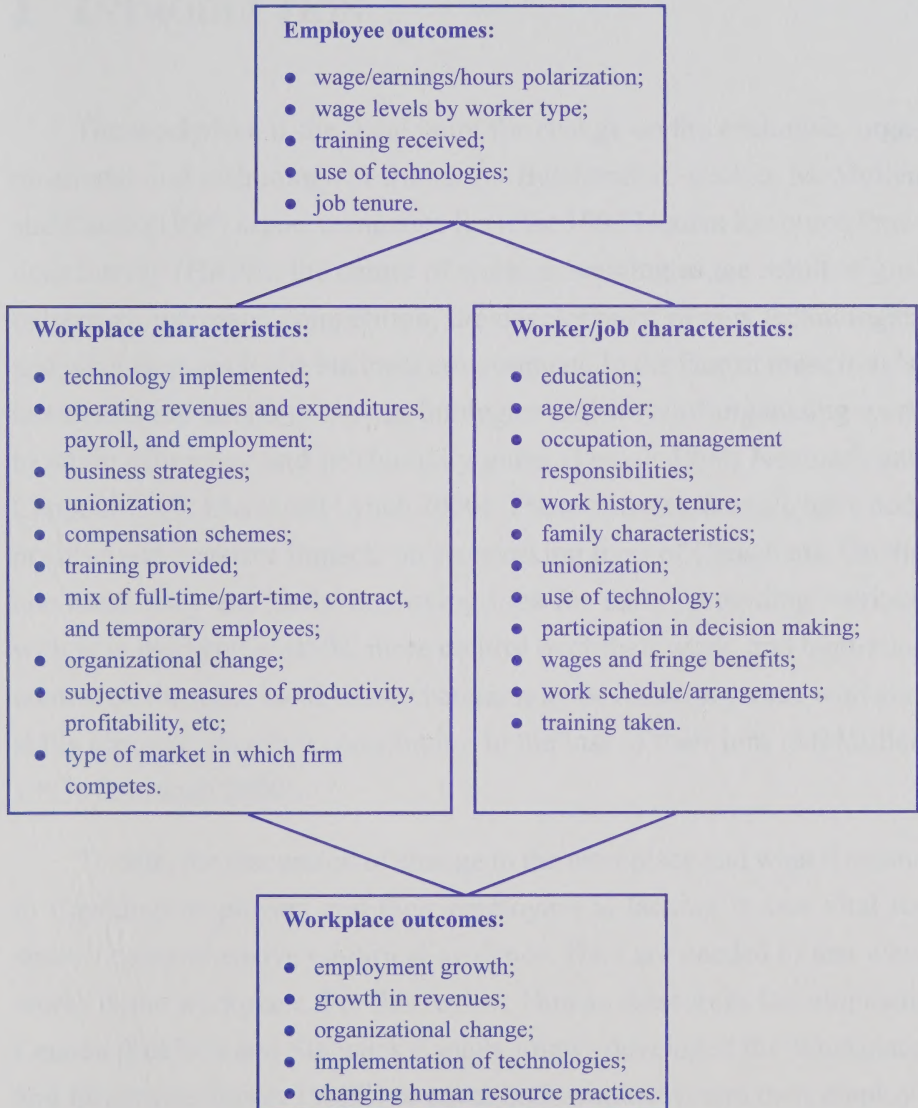 Employee outcomes:
• wage/earnings/hours polarization;
• wage levels by worker type;
• training received;
• use of technologies;
• job tenure.
Workplace characteristics:
• technology implemented;
• operating revenues and expenditures,
payroll, and employment;
• business strategies;
• unionization;
• compensation schemes;
• training provided;
• mix of full-time/part-time, contract,
and temporary employees;
• organizational change;
• subjective measures of productivity,
profitability, etc;
• type of market in which firm
competes.
Worker/job characteristics:
• education;
• age/gender;
• occupation, management
responsibilities;
• work history, tenure;
• family characteristics;
• unionization;
• use of technology;
• participation in decision making;
• wages and fringe benefits;
• work schedule/arrangements;
• training taken.
Workplace outcomes:
• employment growth;
• growth in revenues;
• organizational change;
• implementation of technologies;
• changing human resource practices.